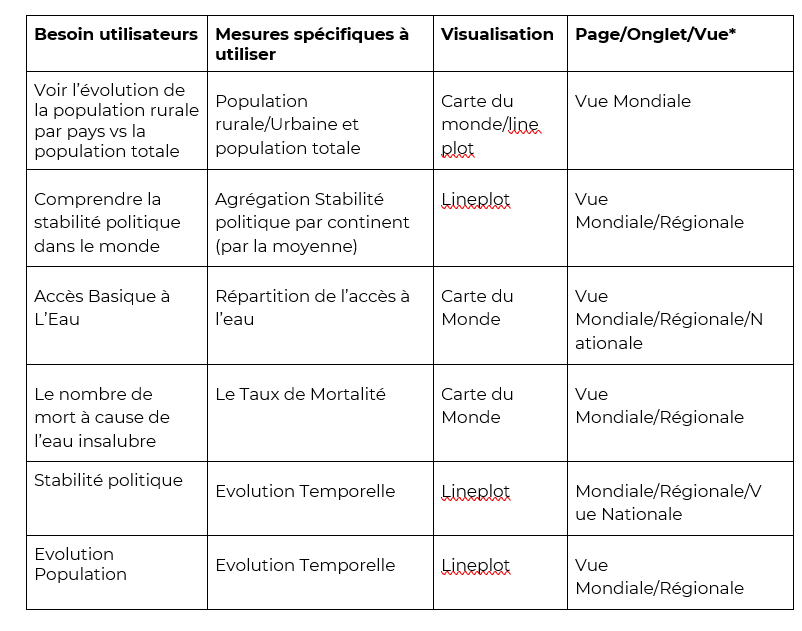 Besoin utilisateurs
Mesures spécifiques à
utiliser
Visualisation
Page/Onglet/Vue*
Voir l’évolution de
la population rurale
par pays vs la
population totale
Population
rurale/Urbaine et
population totale
Carte du
monde/line
plot
Vue Mondiale
Comprendre la
stabilité politique
dans le monde
Agrégation Stabilité
politique par continent
(par la moyenne)
Lineplot
Vue
Mondiale/Régionale
Accès Basique à
L’Eau
Répartition de l’accès à
l’eau
Carte du
Monde
Vue
Mondiale/Régionale/N
ationale
Le nombre de
mort à cause de
l’eau insalubre
Le Taux de Mortalité
Carte du
Monde
Vue
Mondiale/Régionale
Stabilité politique
Evolution Temporelle
Lineplot
Mondiale/Régionale/V
ue Nationale
Evolution
Population
Evolution Temporelle
Lineplot
Vue
Mondiale/Régionale